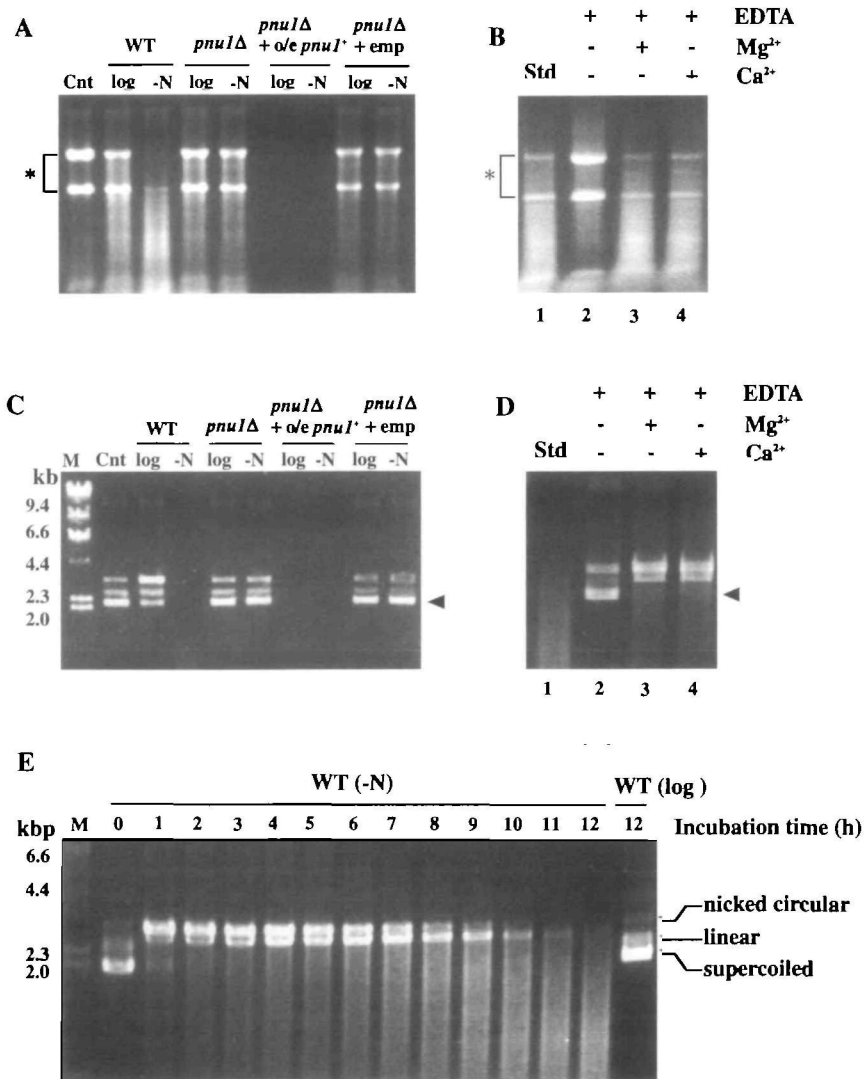 A
WT
pnu1Δ
pnu1Δ + o/e pnu1⁺
pnu1Δ + emp
Cnt log -N log -N log -N log -N
*
B
+ + + EDTA
- + - Mg²⁺
Std - - + Ca²⁺
*
1 2 3 4
C
WT
pnu1Δ
pnu1Δ + o/e pnu1⁺
pnu1Δ + emp
kb M Cnt log -N log -N log -N log -N
9.4
6.6
4.4
2.3
2.0
D
+ + + EDTA
- + - Mg²⁺
Std - - + Ca²⁺
1 2 3 4
E
WT (-N) WT (log)
kbp M 0 1 2 3 4 5 6 7 8 9 10 11 12 12 Incubation time (h)
6.6
4.4
2.3
2.0
nicked circular
linear
supercoiled